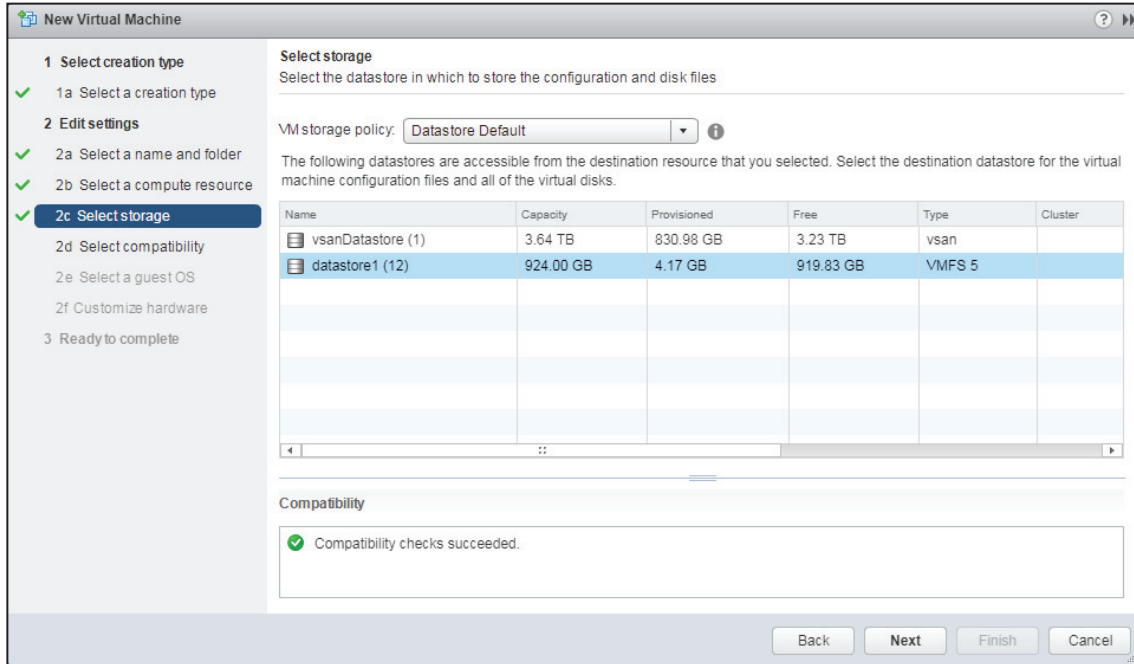 New Virtual Machine
?
1 Select creation type
1a Select a creation type
2 Edit settings
2a Select a name and folder
2b Select a compute resource
2c Select storage
2d Select compatibility
2e Select a guest OS
2f Customize hardware
3 Ready to complete
Select storage
Select the datastore in which to store the configuration and disk files
VM storage policy: Datastore Default
The following datastores are accessible from the destination resource that you selected. Select the destination datastore for the virtual
machine configuration files and all of the virtual disks.
Name Capacity Provisioned Free Type Cluster
vsanDatastore (1) 3.64 TB 830.98 GB 3.23 TB vsan
datastore1 (12) 924.00 GB 4.17 GB 919.83 GB VMFS 5
Compatibility
Compatibility checks succeeded.
Back Next Finish Cancel